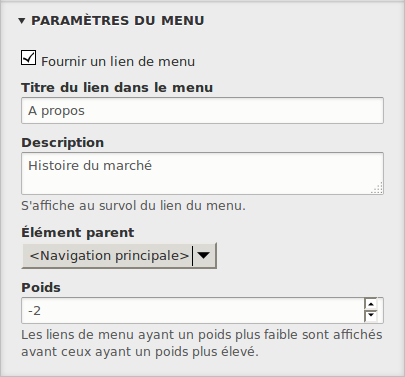 PARAMÈTRES DU MENU
Fournir un lien de menu
Titre du lien dans le menu
A propos
Description
Histoire du marché
S'affiche au survol du lien du menu.
Élément parent
<Navigation principale>
Poids
-2
Les liens de menu ayant un poids plus faible sont affichés
avant ceux ayant un poids plus élevé.